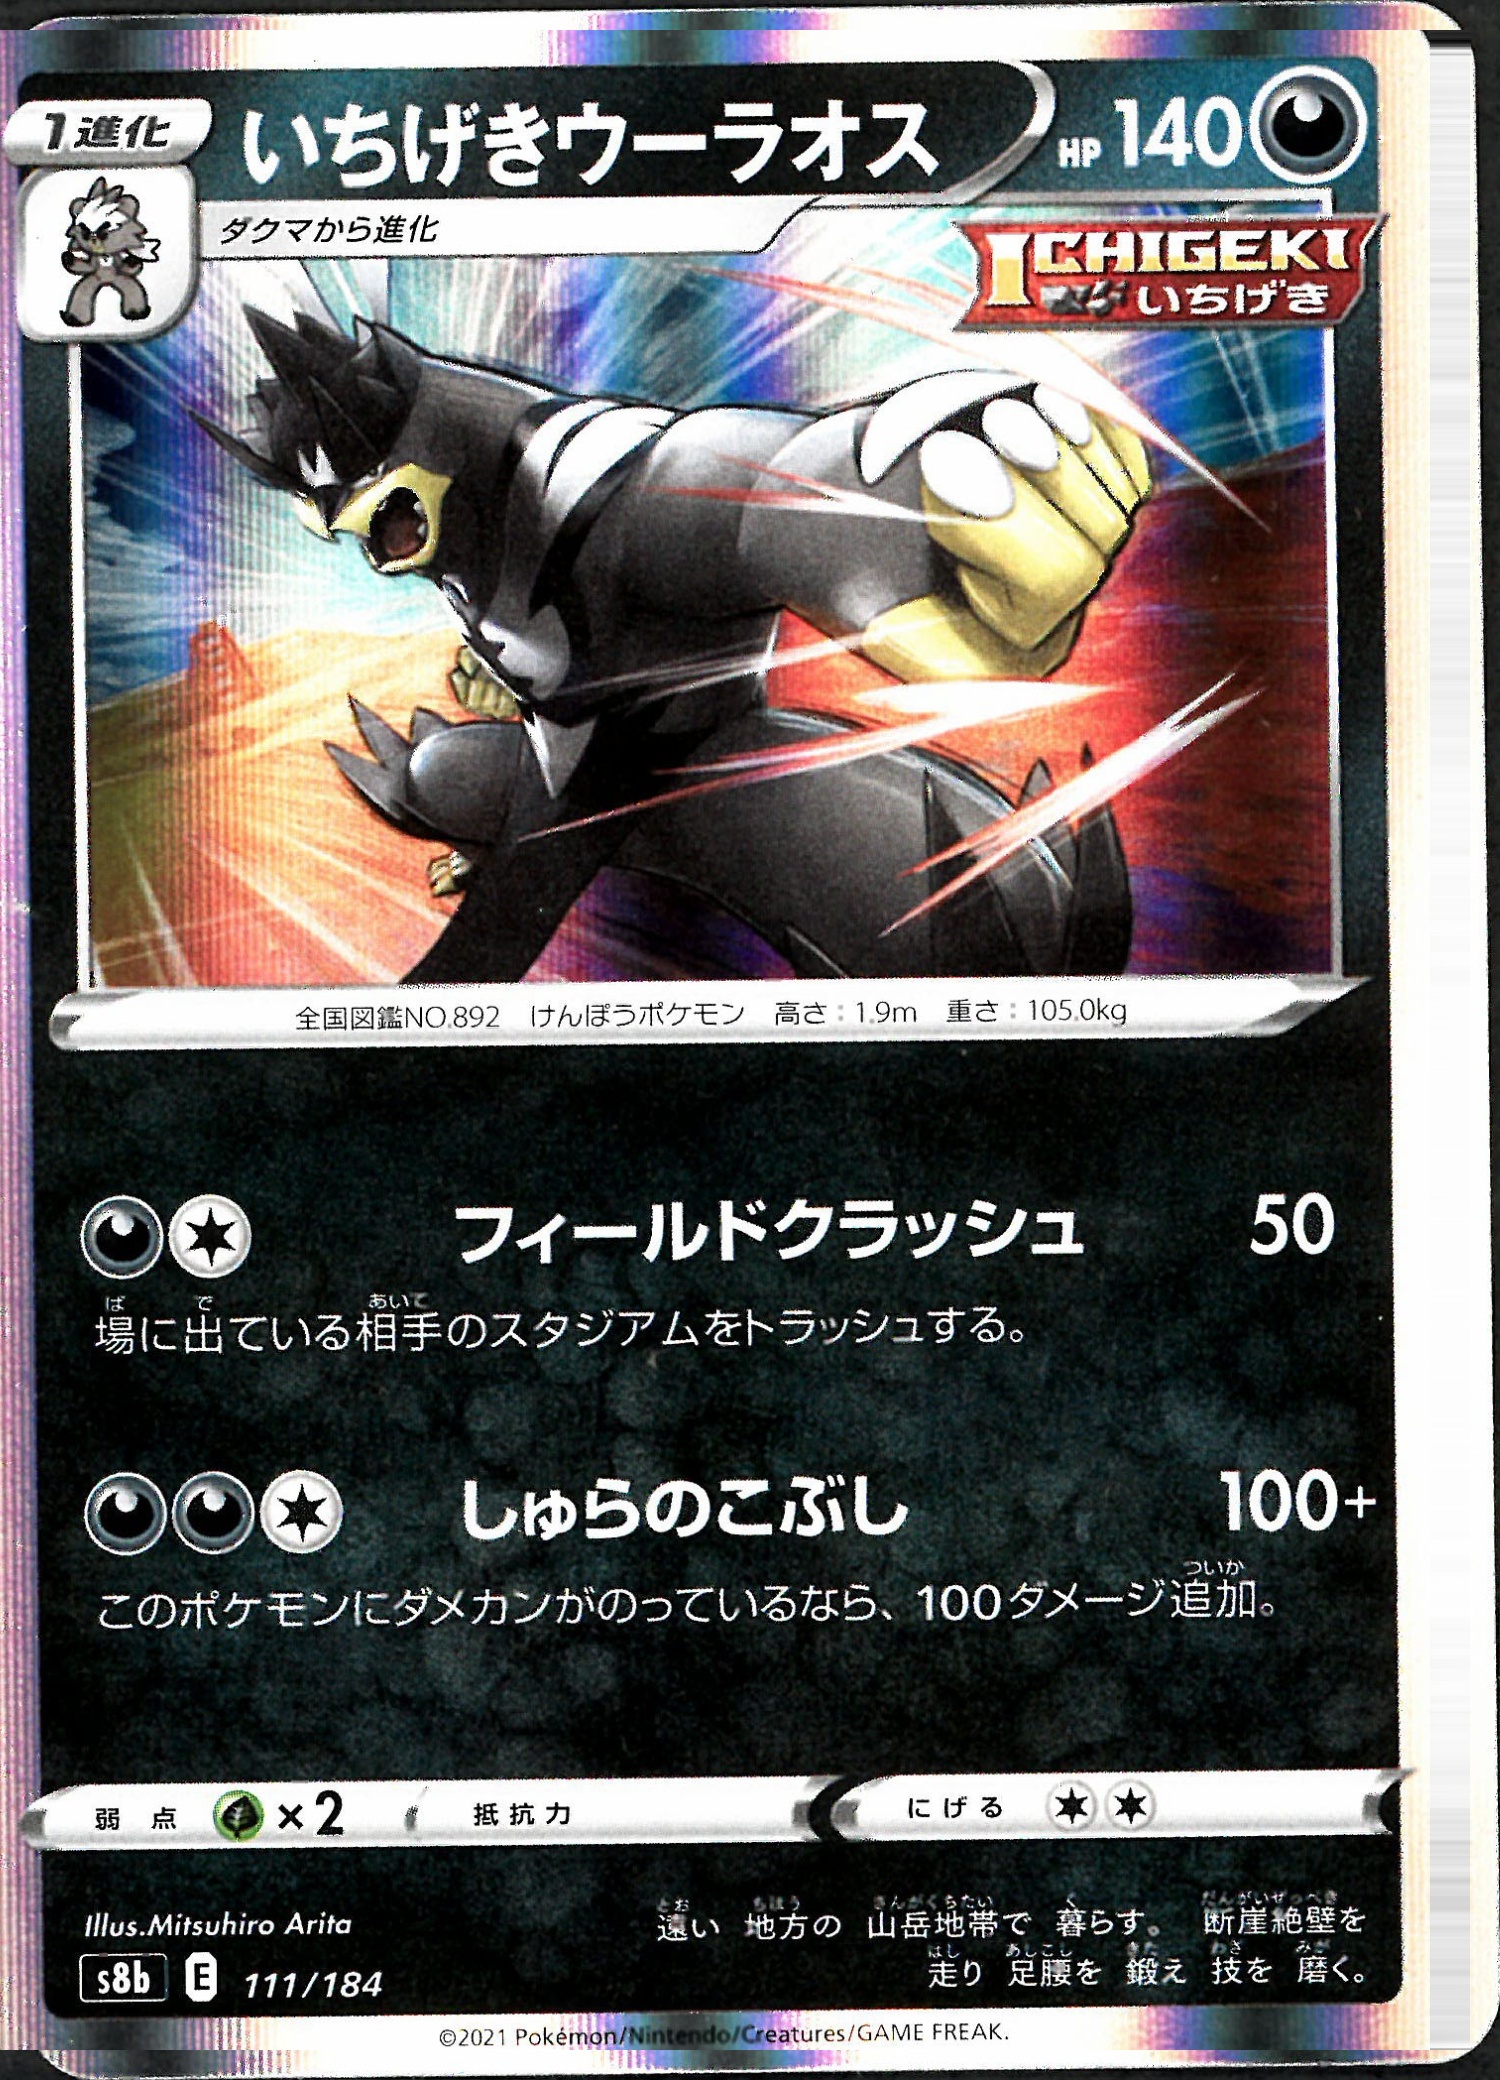 1進化
いちげきウーラオス
HP 140
タクマから進化
ICHIGEKI
いちげき
全国図鑑NO.892 けんぽうポケモン 高さ：1.9m 重さ：105.0kg
フィールドクラッシュ 50
場に出ている相手のスタジアムをトラッシュする。
しゅらのこぶし 100+
このポケモンにダメカンがのっているなら、100ダメージ追加。
弱点 ×2 抵抗力 にげる
Illus.Mitsuhiro Arita
遠い 地方の 山岳地帯で 暮らす。 断崖絶壁を
走り 足腰を 鍛え 技を 磨く。
s8b E 111/184
©2021 Pokémon/Nintendo/Creatures/GAME FREAK.